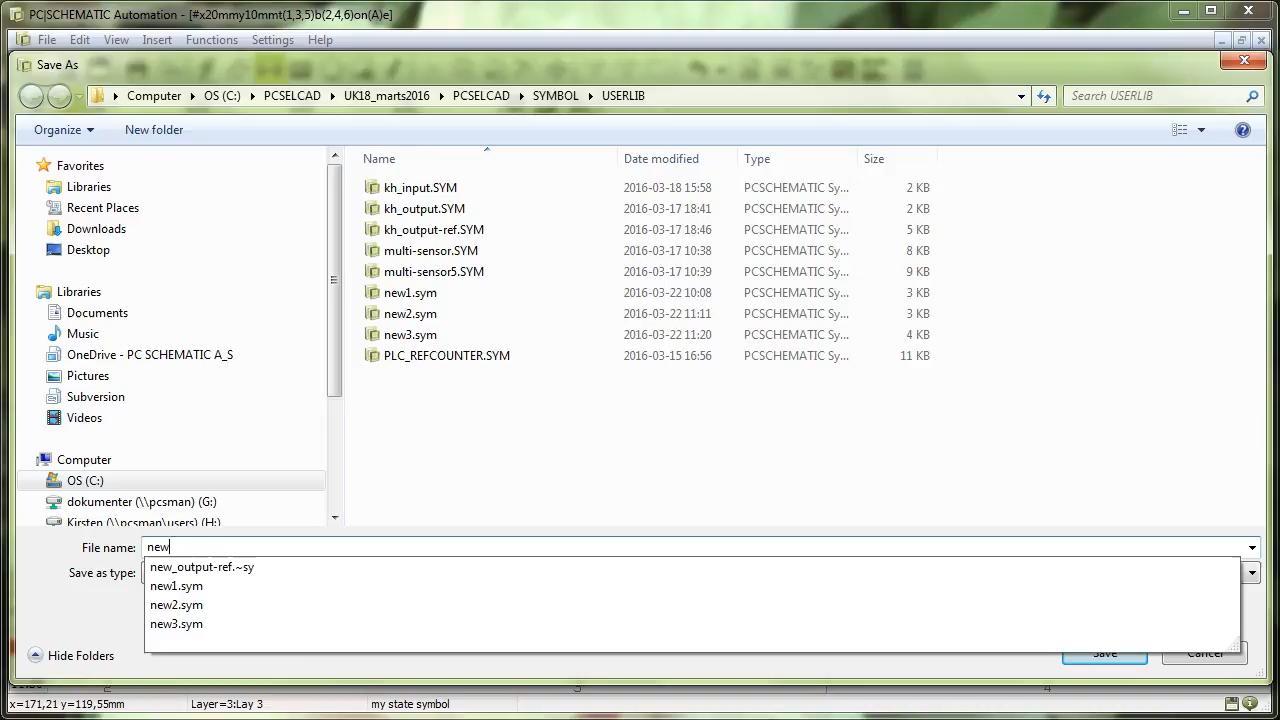 PC|SCHEMATIC Automation - [#x20mmy10mmt(1,3,5)b(2,4,6)on(A)e]
File Edit View Insert Functions Settings Help
Save As
Computer OS (C:) PCSELCAD UK18_marts2016 PCSELCAD SYMBOL USERLIB Search USERLIB
Organize New folder
Name Date modified Type Size
Favorites
Libraries
Recent Places
Downloads
Desktop
Libraries
Documents
Music
OneDrive - PC SCHEMATIC A_S
Pictures
Subversion
Videos
Computer
OS (C:)
dokumenter (\\pcsman) (G:)
Kirsten (\\pcsman\users) (H:)
kh_input.SYM 2016-03-18 15:58 PCSCHEMATIC Sy... 2 KB
kh_output.SYM 2016-03-17 18:41 PCSCHEMATIC Sy... 2 KB
kh_output-ref.SYM 2016-03-17 18:46 PCSCHEMATIC Sy... 5 KB
multi-sensor.SYM 2016-03-17 10:38 PCSCHEMATIC Sy... 8 KB
multi-sensor5.SYM 2016-03-17 10:39 PCSCHEMATIC Sy... 9 KB
new1.sym 2016-03-22 10:08 PCSCHEMATIC Sy... 3 KB
new2.sym 2016-03-22 11:11 PCSCHEMATIC Sy... 3 KB
new3.sym 2016-03-22 11:20 PCSCHEMATIC Sy... 4 KB
PLC_REFCOUNTER.SYM 2016-03-15 16:56 PCSCHEMATIC Sy... 11 KB
File name: new
Save as type:
new_output-ref.~sy
new1.sym
new2.sym
new3.sym
Hide Folders Save Cancel
2 3 4
x=171,21 y=119,55mm Layer=3:Lay 3 my state symbol